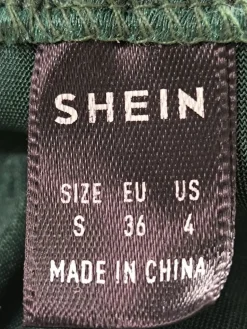 SHEIN
SIZE EU US
S 36 4
MADE IN CHINA